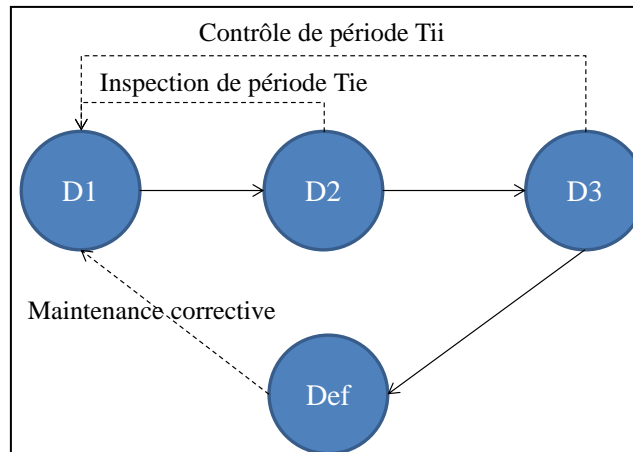 Contrôle de période Tii
Inspection de période Tie
D1
D2
D3
Maintenance corrective
Def